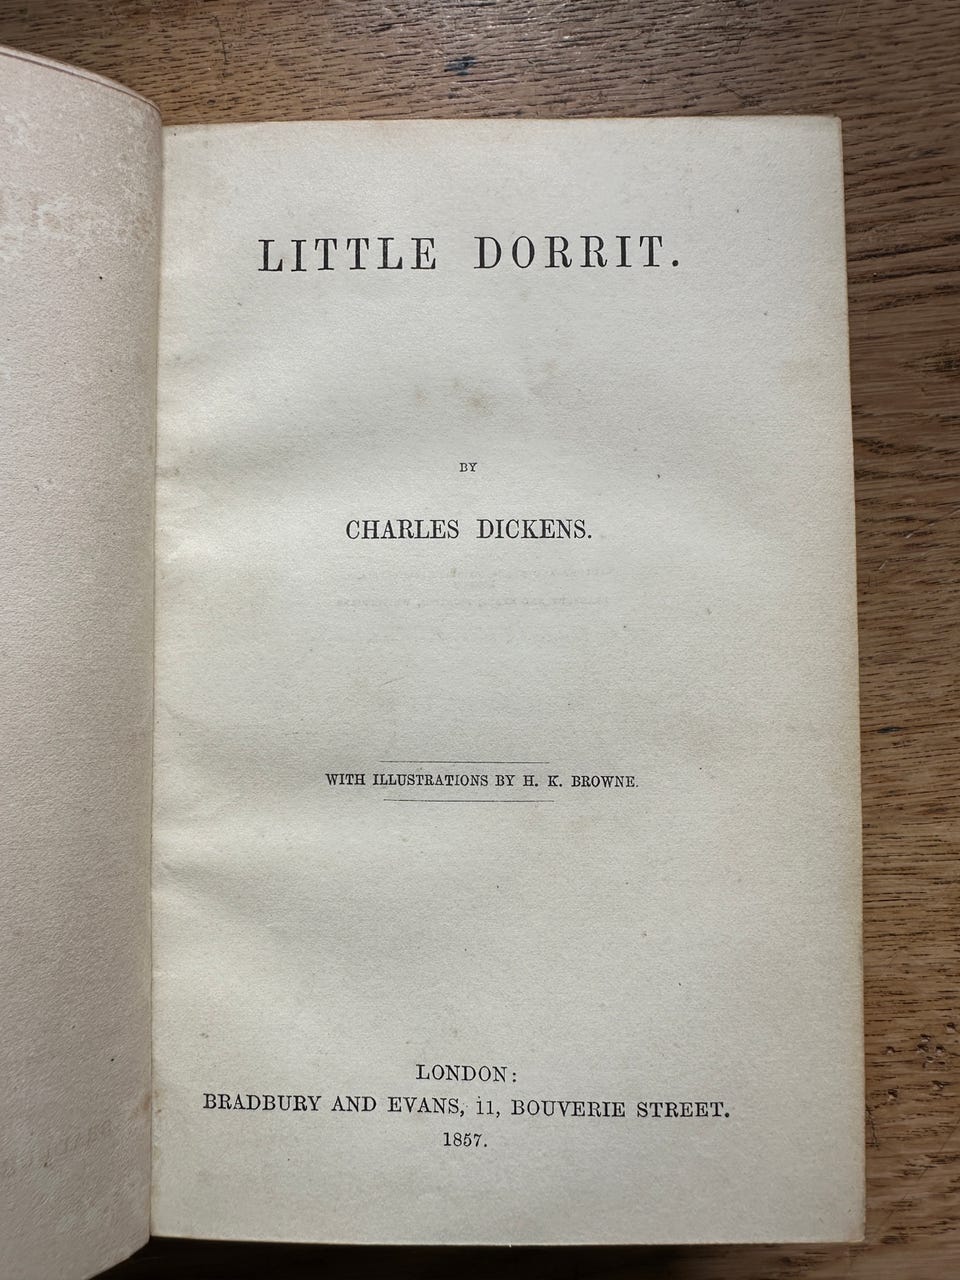 LITTLE DORRIT.
BY
CHARLES DICKENS.
WITH ILLUSTRATIONS BY H. K. BROWNE.
LONDON:
BRADBURY AND EVANS, 11, BOUVERIE STREET.
1857.